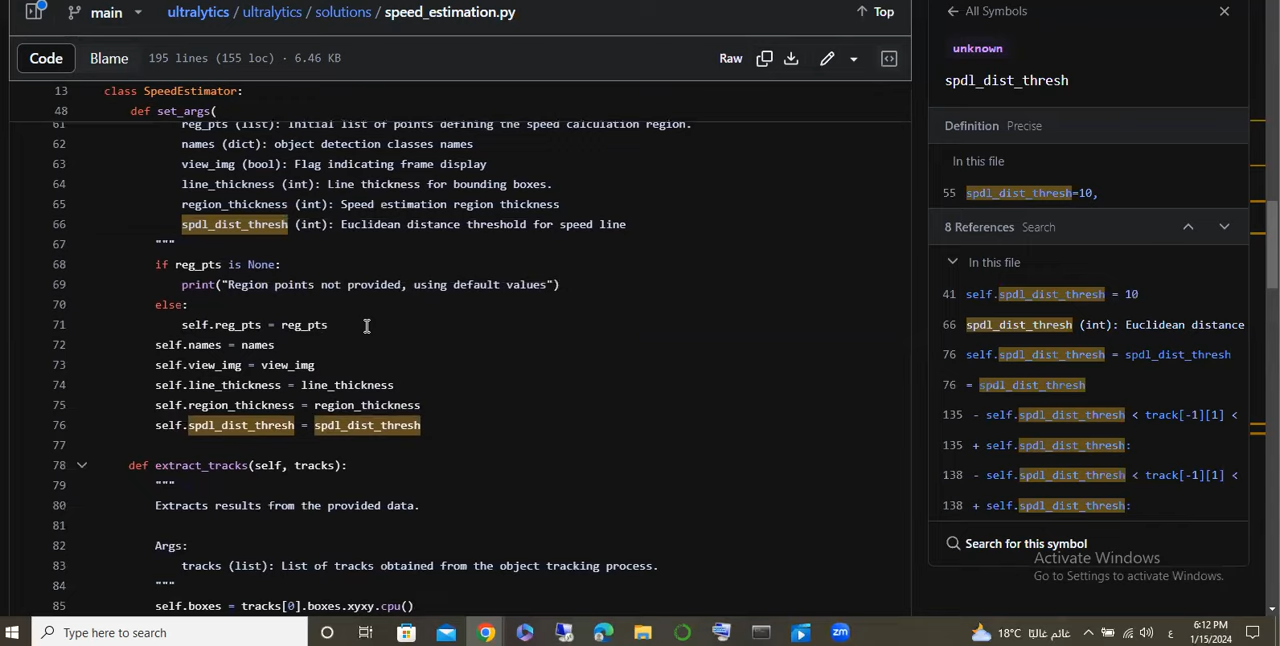 main
ultralytics / ultralytics / solutions / speed_estimation.py
Top
Code Blame 195 lines (155 loc) · 6.46 KB
Raw
13 class SpeedEstimator:
48 def set_args(
61 reg_pts (list): Initial list of points defining the speed calculation region.
62 names (dict): object detection classes names
63 view_img (bool): Flag indicating frame display
64 line_thickness (int): Line thickness for bounding boxes.
65 region_thickness (int): Speed estimation region thickness
66 spdl_dist_thresh (int): Euclidean distance threshold for speed line
67 """
68 if reg_pts is None:
69 print("Region points not provided, using default values")
70 else:
71 self.reg_pts = reg_pts
72 self.names = names
73 self.view_img = view_img
74 self.line_thickness = line_thickness
75 self.region_thickness = region_thickness
76 self.spdl_dist_thresh = spdl_dist_thresh
77
78 def extract_tracks(self, tracks):
79 """
80 Extracts results from the provided data.
81
82 Args:
83 tracks (list): List of tracks obtained from the object tracking process.
84 """
85 self.boxes = tracks[0].boxes.xyxy.cpu()
All Symbols
unknown
spdl_dist_thresh
Definition Precise
In this file
55 spdl_dist_thresh=10,
8 References Search
In this file
41 self.spdl_dist_thresh = 10
66 spdl_dist_thresh (int): Euclidean distance
76 self.spdl_dist_thresh = spdl_dist_thresh
76 = spdl_dist_thresh
135 - self.spdl_dist_thresh < track[-1][1] <
135 + self.spdl_dist_thresh:
138 - self.spdl_dist_thresh < track[-1][1] <
138 + self.spdl_dist_thresh:
Search for this symbol
Activate Windows
Go to Settings to activate Windows.
Type here to search
zm
18°C غائم غالبًا
ع
6:12 PM
1/15/2024